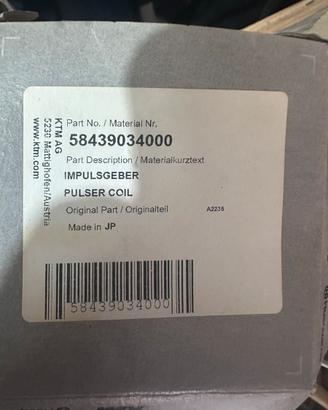 KTM AG
5230 Mattighofen/Austria
www.ktm.com
Part No. / Material Nr.
58439034000
Part Description / Materialkurztext
IMPULSGEBER
PULSER COIL
Original Part / Originalteil A2235
Made in JP
58439034000